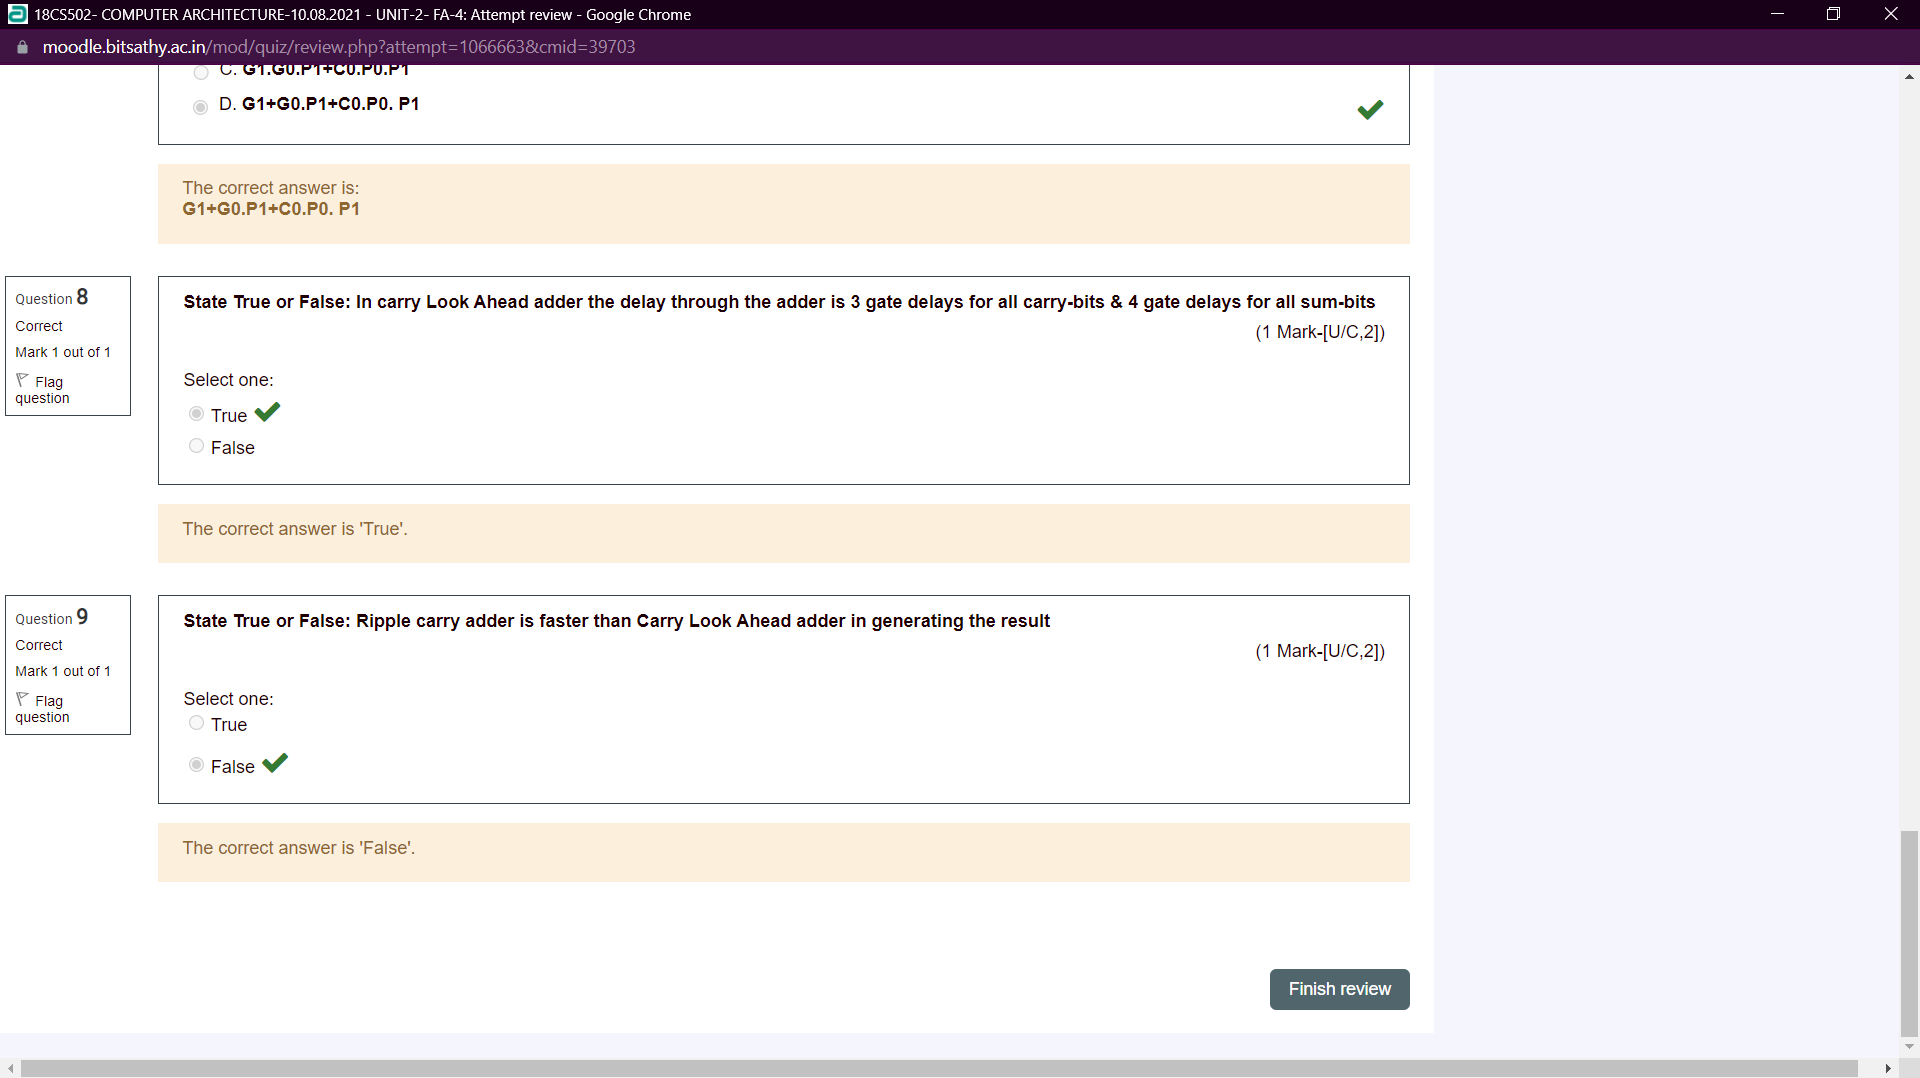 18CS502- COMPUTER ARCHITECTURE-10.08.2021 - UNIT-2- FA-4: Attempt review - Google Chrome
moodle.bitsathy.ac.in/mod/quiz/review.php?attempt=1066663&cmid=39703
C. G1.G0.P1+C0.P0.P1
D. G1+G0.P1+C0.P0. P1
The correct answer is:
G1+G0.P1+C0.P0. P1
Question 8
Correct
Mark 1 out of 1
Flag
question
State True or False: In carry Look Ahead adder the delay through the adder is 3 gate delays for all carry-bits & 4 gate delays for all sum-bits
(1 Mark-[U/C,2])
Select one:
True
False
The correct answer is 'True'.
Question 9
Correct
Mark 1 out of 1
Flag
question
State True or False: Ripple carry adder is faster than Carry Look Ahead adder in generating the result
(1 Mark-[U/C,2])
Select one:
True
False
The correct answer is 'False'.
Finish review